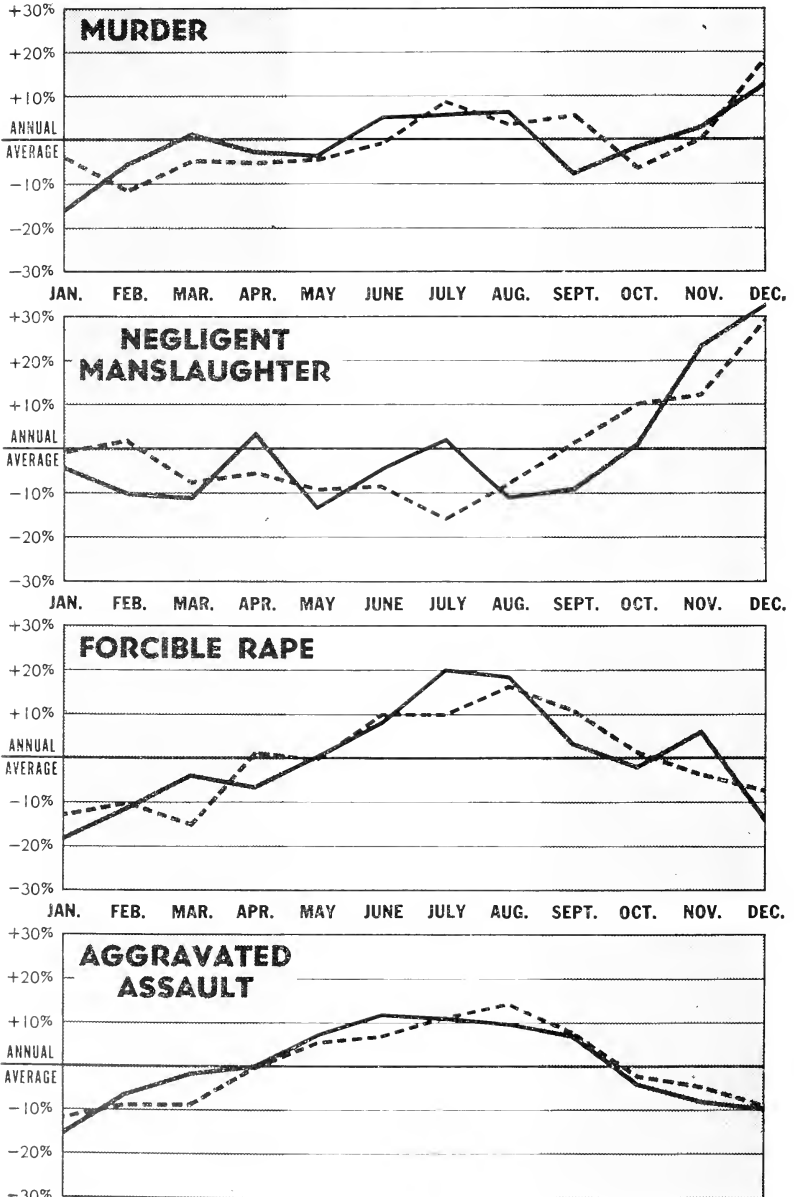 +30%
MURDER
+20%
+10%
ANNUAL
AVERAGE
−10%
−20%
−30%
JAN. FEB. MAR. APR. MAY JUNE JULY AUG. SEPT. OCT. NOV. DEC.
+30%
NEGLIGENT
MANSLAUGHTER
+20%
+10%
ANNUAL
AVERAGE
−10%
−20%
−30%
JAN. FEB. MAR. APR. MAY JUNE JULY AUG. SEPT. OCT. NOV. DEC.
+30%
FORCIBLE RAPE
+20%
+10%
ANNUAL
AVERAGE
−10%
−20%
−30%
JAN. FEB. MAR. APR. MAY JUNE JULY AUG. SEPT. OCT. NOV. DEC.
+30%
AGGRAVATED
ASSAULT
+20%
+10%
ANNUAL
AVERAGE
−10%
−20%
−30%